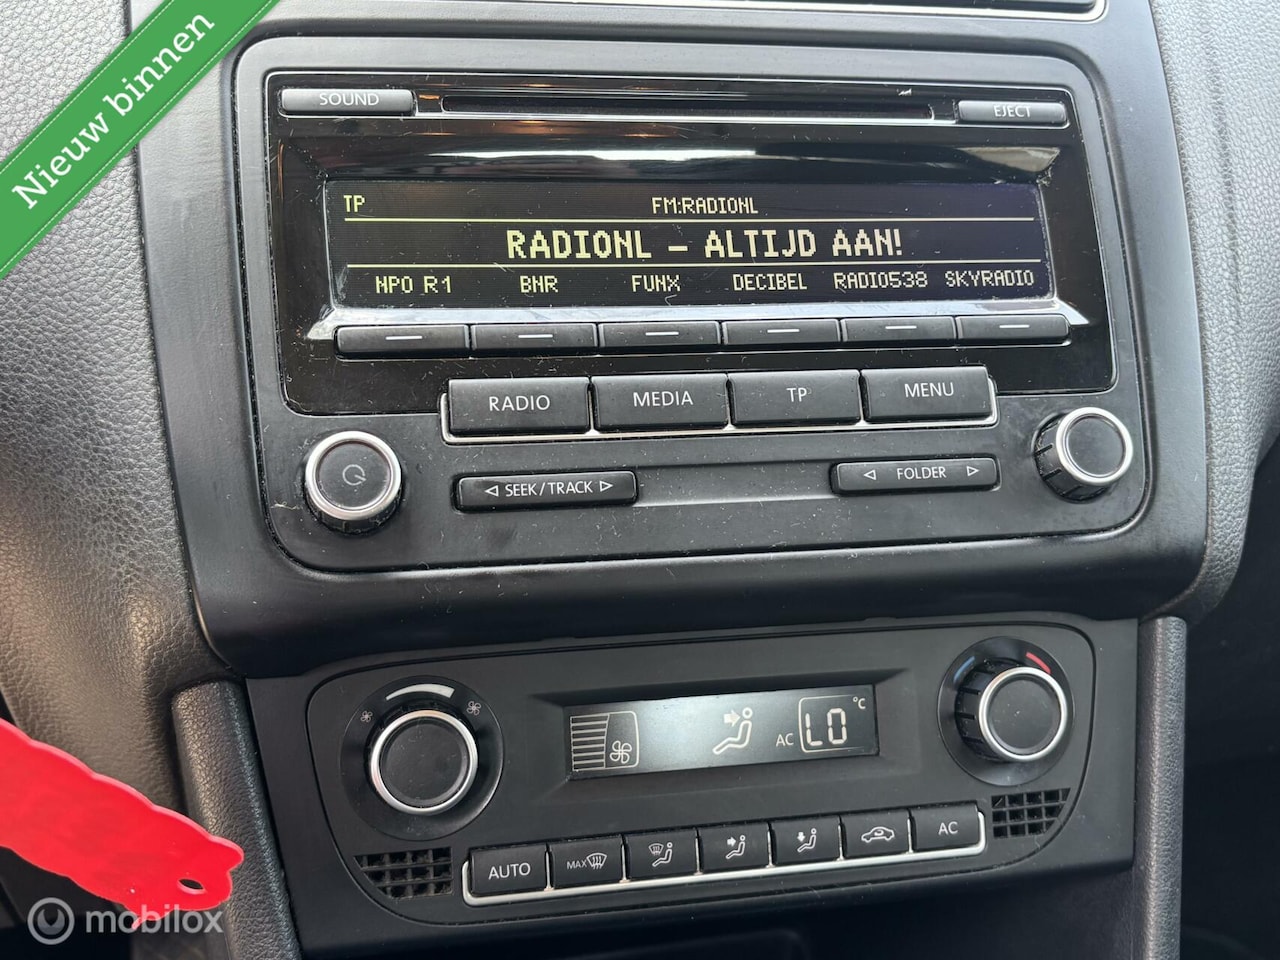 Nieuw binnen
SOUND
EJECT
TP
FM:RADIONL
RADIONL - ALTIJD AAN!
NPO R1 BNR FUNX DECIBEL RADIO538 SKYRADIO
RADIO MEDIA TP MENU
SEEK/TRACK
FOLDER
AC LO °C
AUTO MAX AC
mobilox